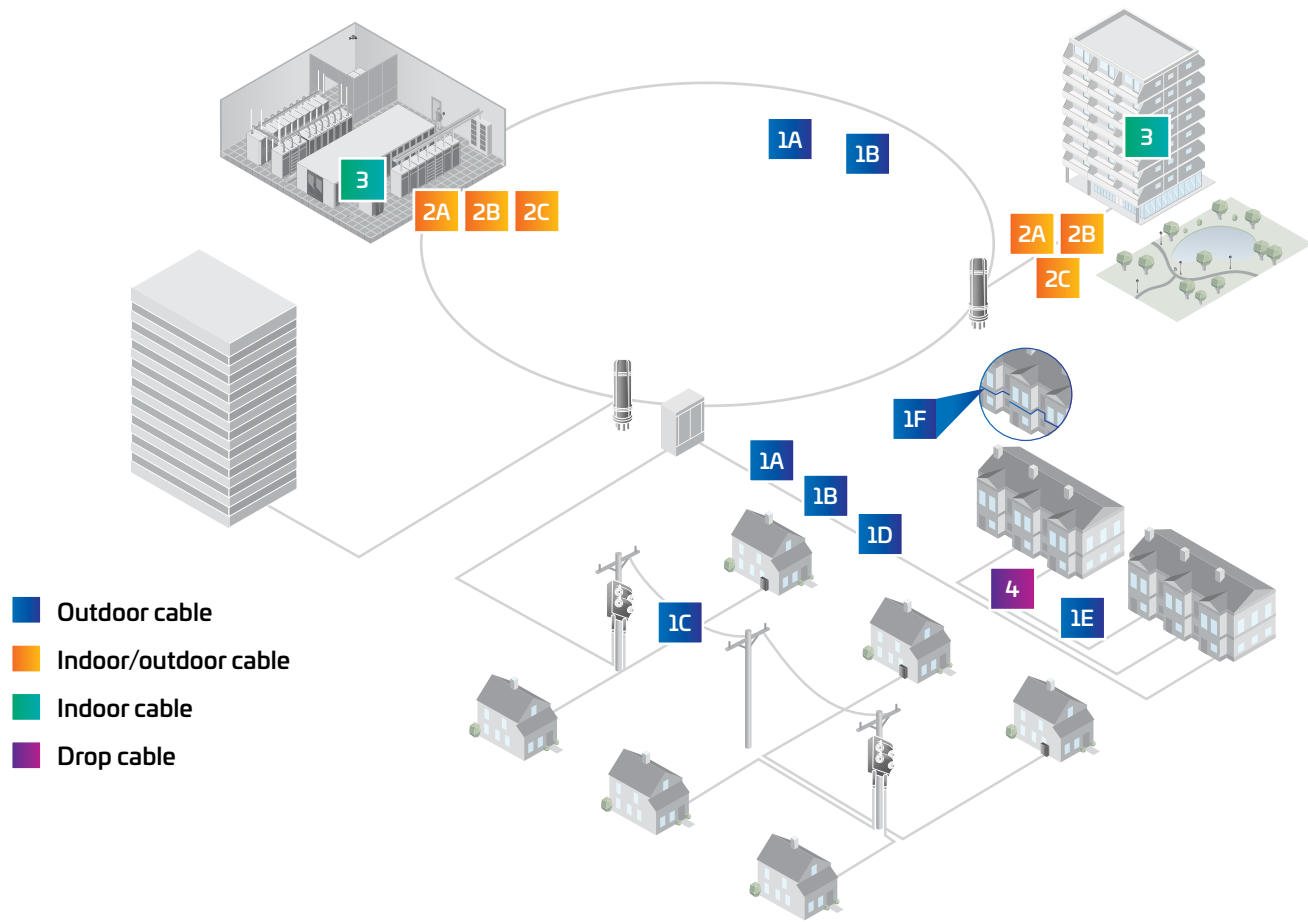 1A
1B
3
3
2A 2B 2C
2A 2B
2C
1F
1A
1B
1D
4
1C
1E
Outdoor cable
Indoor/outdoor cable
Indoor cable
Drop cable